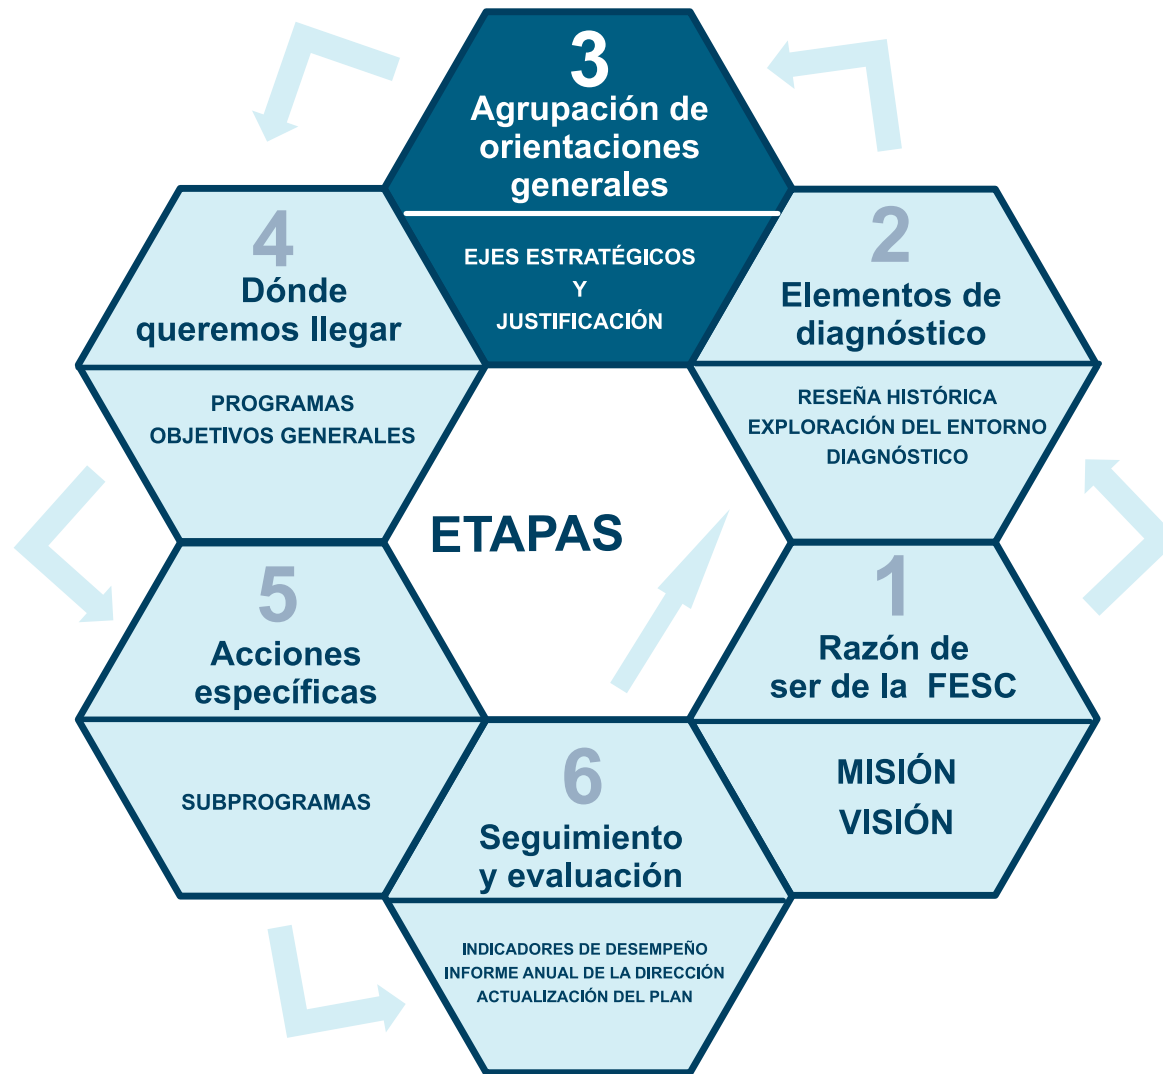 3
Agrupación de
orientaciones
generales
EJES ESTRATÉGICOS
Y
JUSTIFICACIÓN
4
Dónde
queremos llegar
PROGRAMAS
OBJETIVOS GENERALES
2
Elementos de
diagnóstico
RESEÑA HISTÓRICA
EXPLORACIÓN DEL ENTORNO
DIAGNÓSTICO
ETAPAS
5
Acciones
específicas
SUBPROGRAMAS
1
Razón de
ser de la FESC
MISIÓN
VISIÓN
6
Seguimiento
y evaluación
INDICADORES DE DESEMPEÑO
INFORME ANUAL DE LA DIRECCIÓN
ACTUALIZACIÓN DEL PLAN